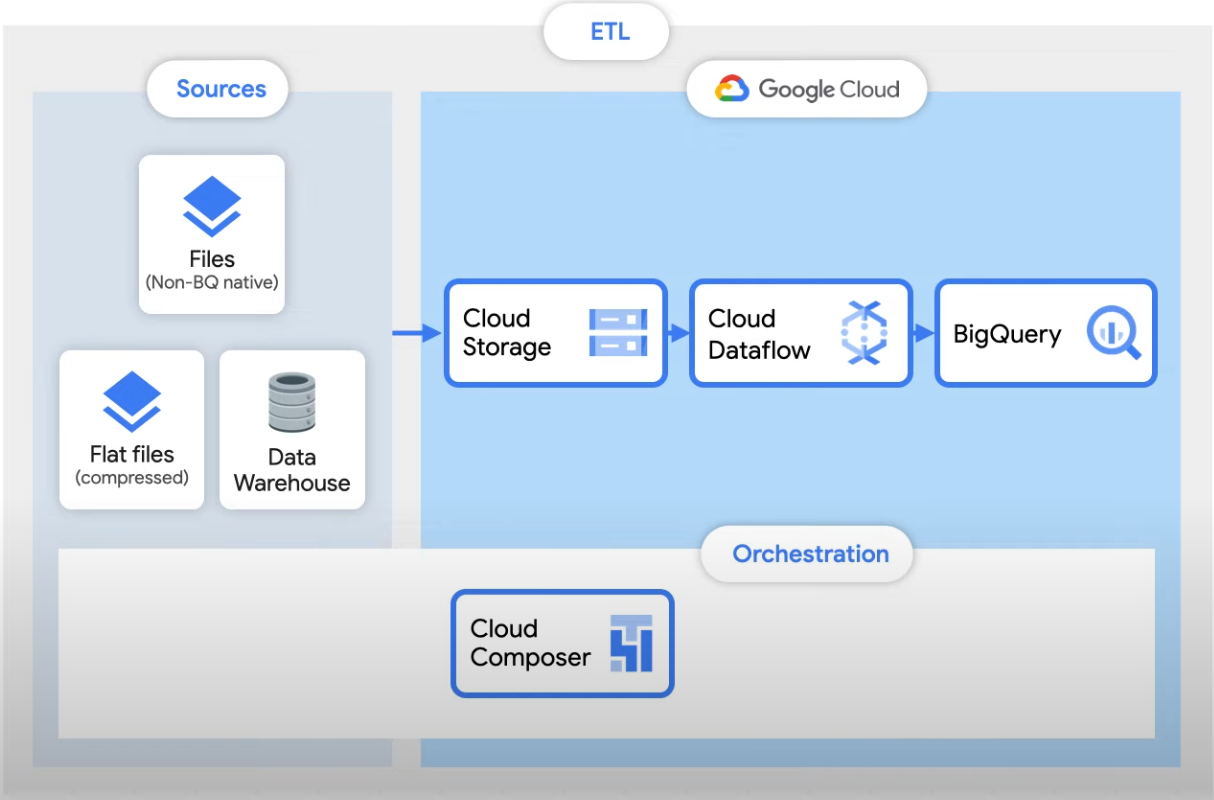 ETL
Sources
Google Cloud
Files
(Non-BQ native)
Flat files
(compressed)
Data
Warehouse
Cloud
Storage
Cloud
Dataflow
BigQuery
Orchestration
Cloud
Composer